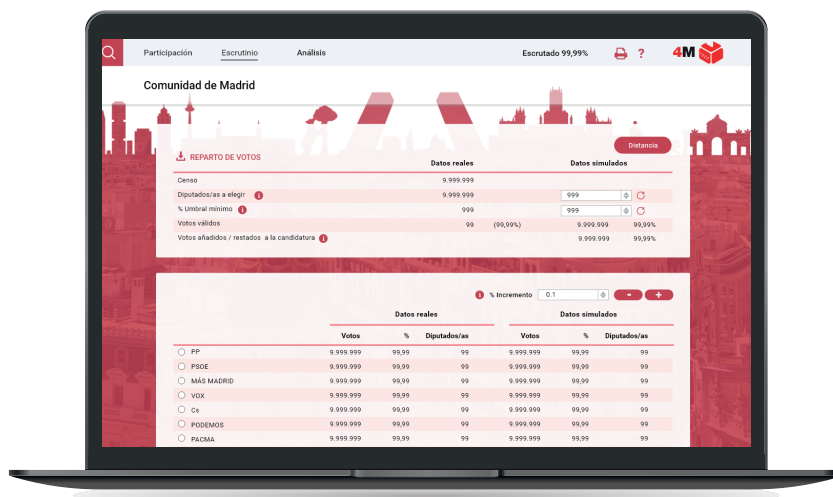 Participación Escrutinio Análisis Escrutado 99,99% ? 4M
Comunidad de Madrid
Distancia
REPARTO DE VOTOS
Datos reales Datos simulados
Censo 9.999.999
Diputados/as a elegir i 9.999.999 999
% Umbral mínimo i 999 999
Votos válidos 99 (99,99%) 9.999.999 99,99%
Votos añadidos / restados a la candidatura i 9.999.999 99,99%
i % Incremento 0.1 - +
Datos reales Datos simulados
Votos % Diputados/as Votos % Diputados/as
PP 9.999.999 99,99 99 9.999.999 99,99 99
PSOE 9.999.999 99,99 99 9.999.999 99,99 99
MÁS MADRID 9.999.999 99,99 99 9.999.999 99,99 99
VOX 9.999.999 99,99 99 9.999.999 99,99 99
Cs 9.999.999 99,99 99 9.999.999 99,99 99
PODEMOS 9.999.999 99,99 99 9.999.999 99,99 99
PACMA 9.999.999 99,99 99 9.999.999 99,99 99